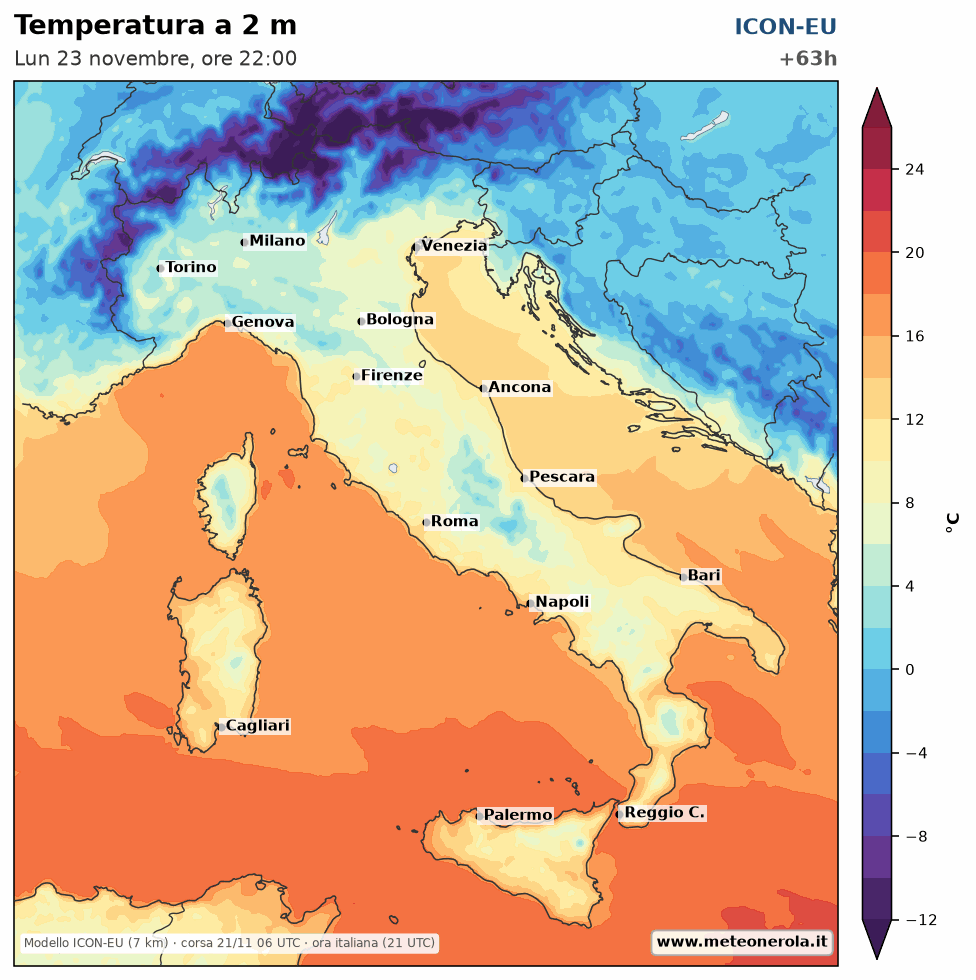 Temperatura a 2 m
ICON-EU
Lun 23 novembre, ore 22:00
+63h
Milano
Venezia
Torino
Genova
Bologna
Firenze
Ancona
Pescara
Roma
Bari
Napoli
Cagliari
Palermo
Reggio C.
24
20
16
12
8
4
0
−4
−8
−12
°C
Modello ICON-EU (7 km) · corsa 21/11 06 UTC · ora italiana (21 UTC)
www.meteonerola.it